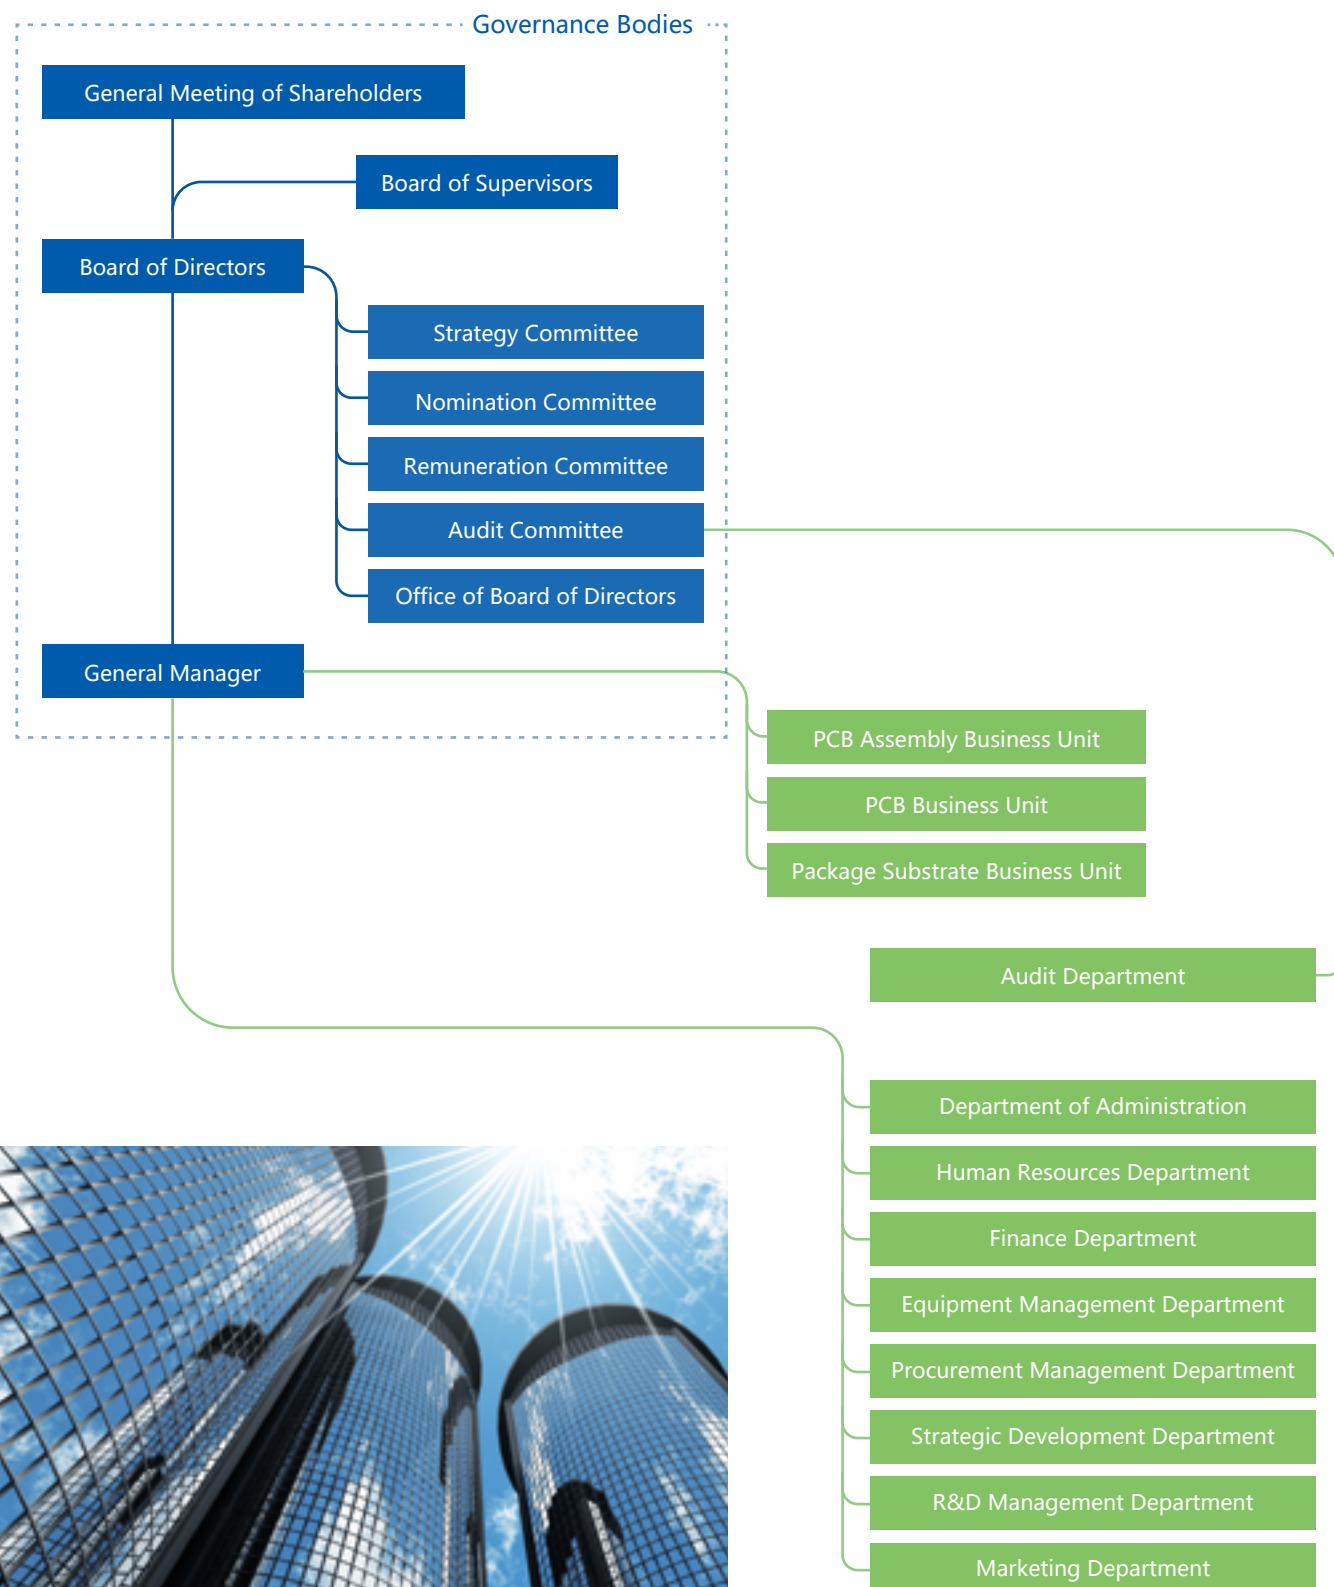 Governance Bodies
General Meeting of Shareholders
Board of Supervisors
Board of Directors
Strategy Committee
Nomination Committee
Remuneration Committee
Audit Committee
Office of Board of Directors
General Manager
PCB Assembly Business Unit
PCB Business Unit
Package Substrate Business Unit
Audit Department
Department of Administration
Human Resources Department
Finance Department
Equipment Management Department
Procurement Management Department
Strategic Development Department
R&D Management Department
Marketing Department